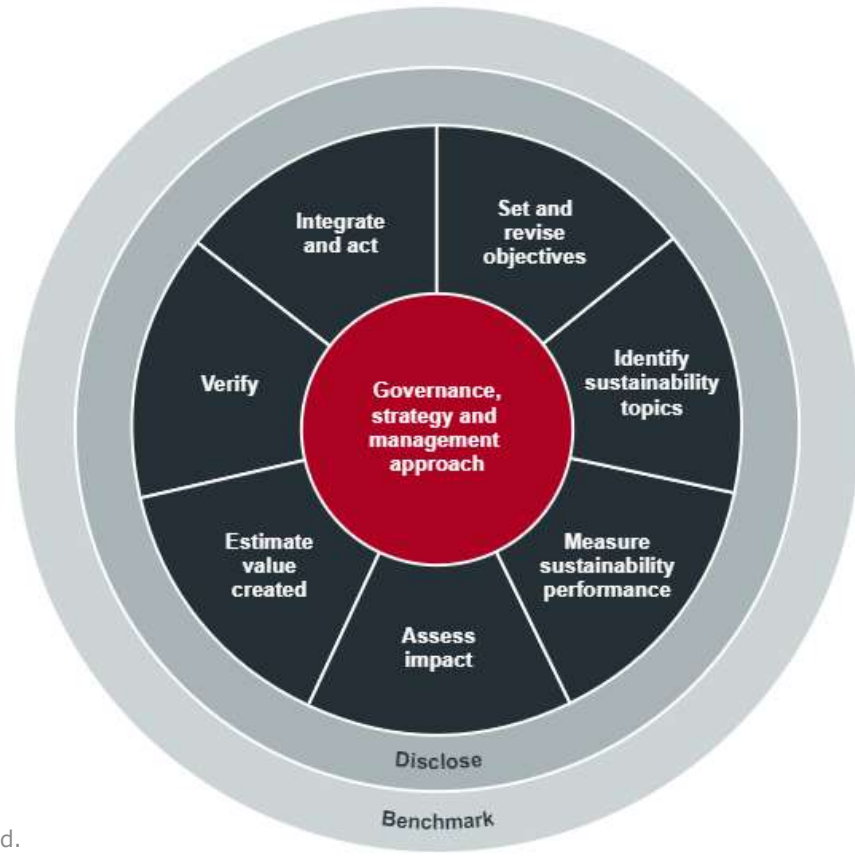 Integrate
and act
Set and
revise
objectives
Identify
sustainability
topics
Measure
sustainability
performance
Assess
impact
Estimate
value
created
Verify
Governance,
strategy and
management
approach
Disclose
Benchmark
d.